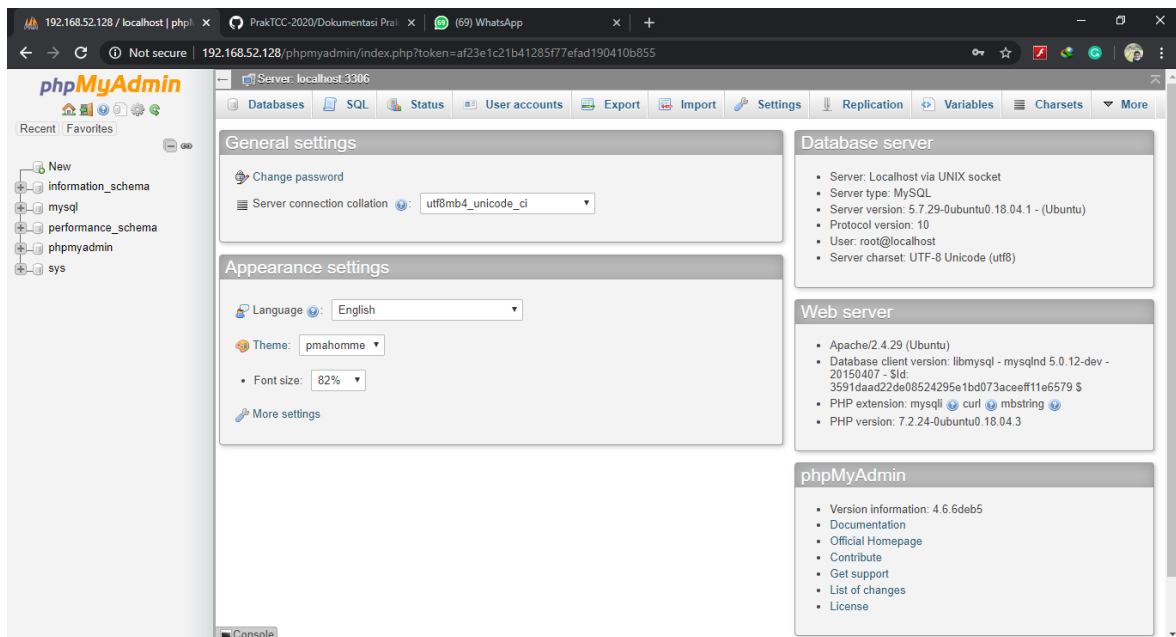 192.168.52.128 / localhost | phpM
PrakTCC-2020/Dokumentasi Prak
(69) WhatsApp
Not secure | 192.168.52.128/phpmyadmin/index.php?token=af23e1c21b41285f77efad190410b855
phpMyAdmin
Recent Favorites
New
information_schema
mysql
performance_schema
phpmyadmin
sys
Server: localhost:3306
Databases SQL Status User accounts Export Import Settings Replication Variables Charsets More
General settings
Change password
Server connection collation : utf8mb4_unicode_ci
Appearance settings
Language : English
Theme: pmahomme
• Font size: 82%
More settings
Database server
• Server: Localhost via UNIX socket
• Server type: MySQL
• Server version: 5.7.29-0ubuntu0.18.04.1 - (Ubuntu)
• Protocol version: 10
• User: root@localhost
• Server charset: UTF-8 Unicode (utf8)
Web server
• Apache/2.4.29 (Ubuntu)
• Database client version: libmysql - mysqlnd 5.0.12-dev -
20150407 - $Id:
3591daad22de08524295e1bd073aceeff11e6579 $
• PHP extension: mysqli curl mbstring
• PHP version: 7.2.24-0ubuntu0.18.04.3
phpMyAdmin
• Version information: 4.6.6deb5
• Documentation
• Official Homepage
• Contribute
• Get support
• List of changes
• License
Console